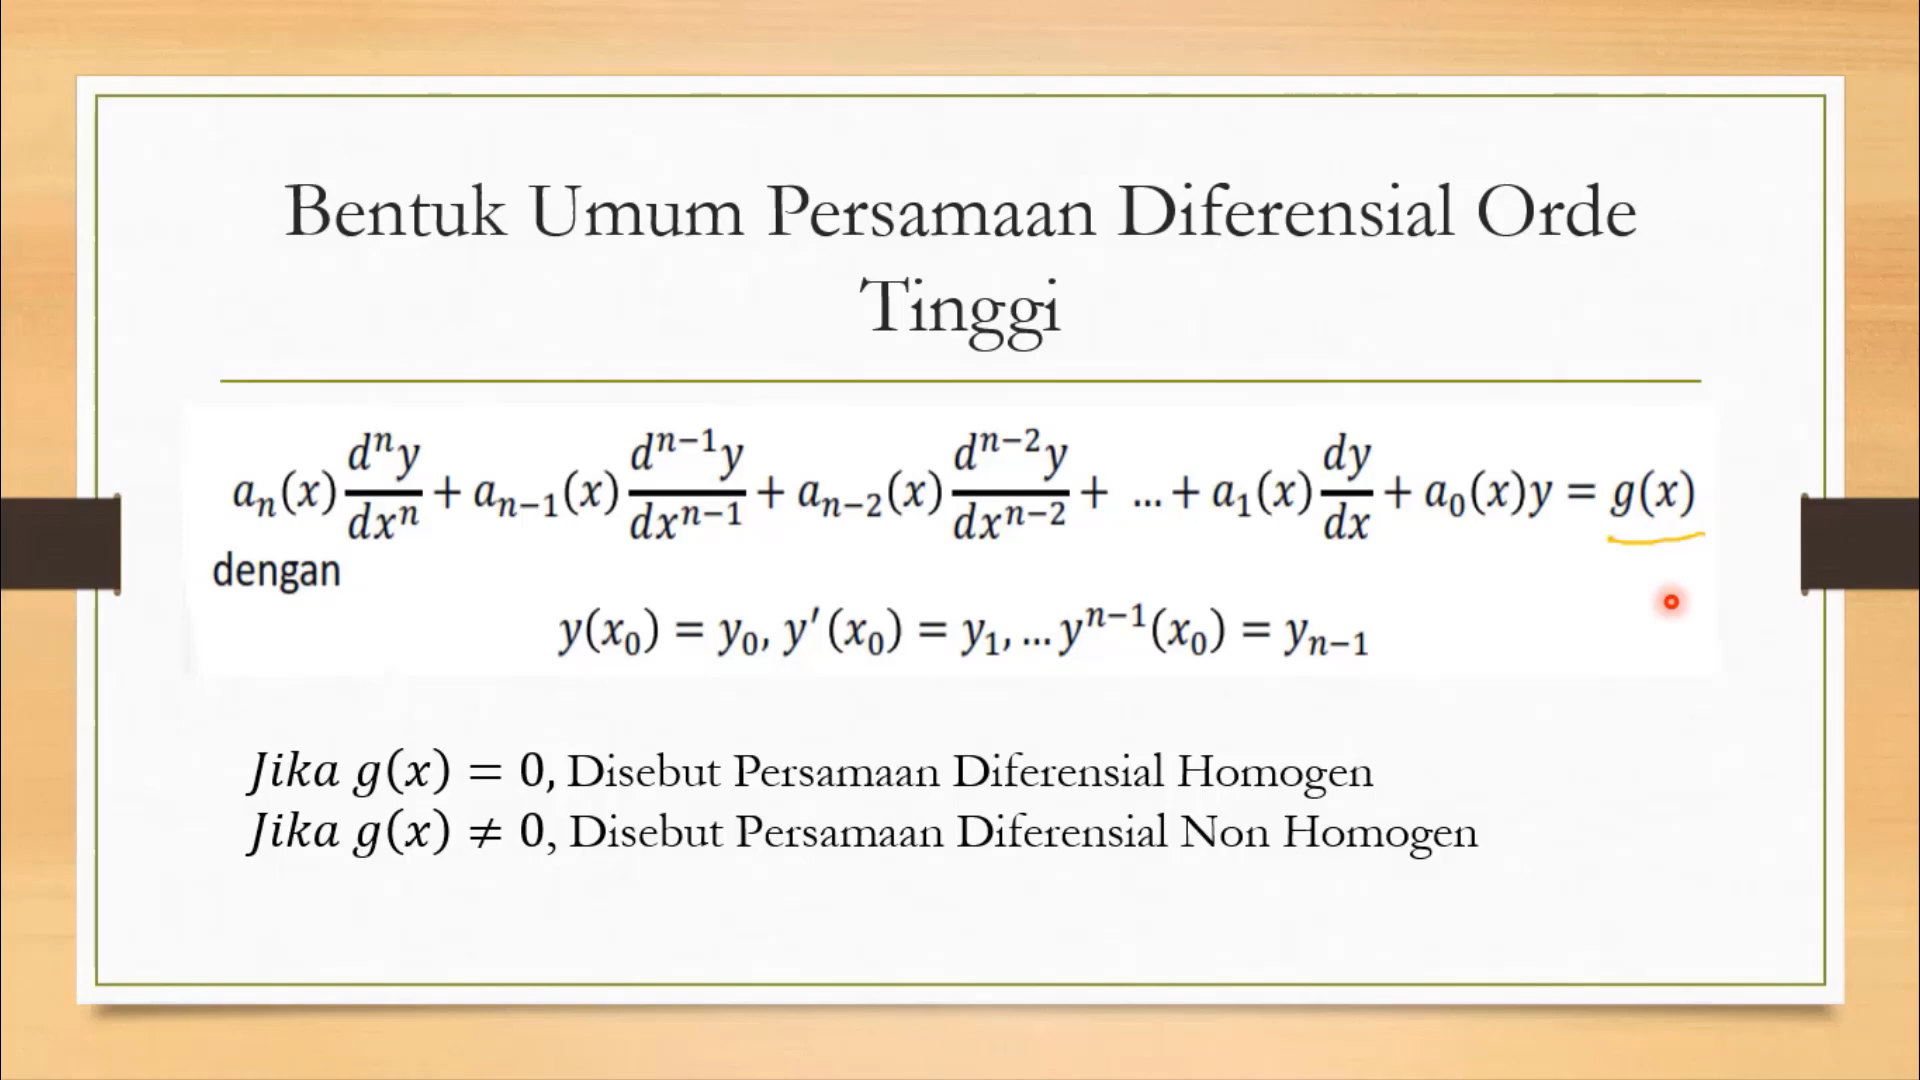 Bentuk Umum Persamaan Diferensial Orde
Tinggi
aₙ(x) dⁿy/dxⁿ + aₙ₋₁(x) dⁿ⁻¹y/dxⁿ⁻¹ + aₙ₋₂(x) dⁿ⁻²y/dxⁿ⁻² + ... + a₁(x) dy/dx + a₀(x)y = g(x)
dengan
y(x₀) = y₀, y′(x₀) = y₁, ... yⁿ⁻¹(x₀) = yₙ₋₁
Jika g(x) = 0, Disebut Persamaan Diferensial Homogen
Jika g(x) ≠ 0, Disebut Persamaan Diferensial Non Homogen